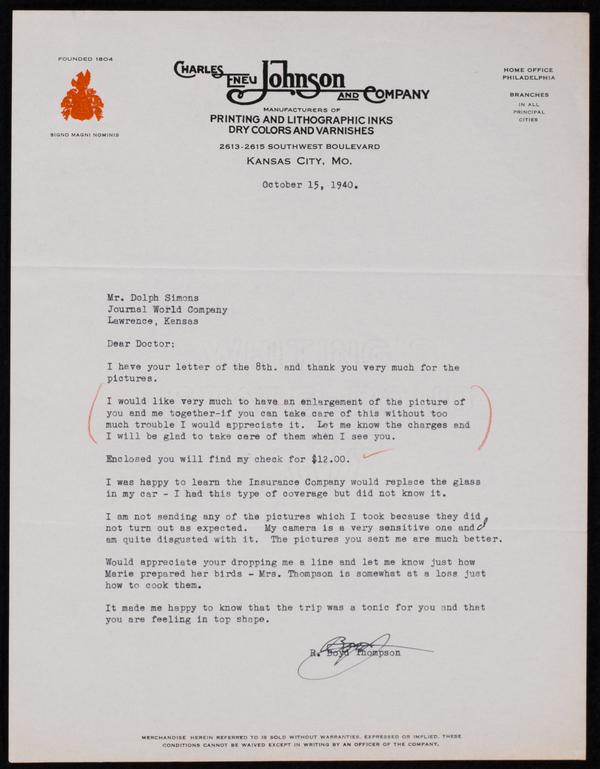 FOUNDED 1804
SIGNO MAGNI NOMINIS
CHARLES ENEU Johnson AND COMPANY
MANUFACTURERS OF
PRINTING AND LITHOGRAPHIC INKS
DRY COLORS AND VARNISHES
2613-2615 SOUTHWEST BOULEVARD
KANSAS CITY, MO.
HOME OFFICE
PHILADELPHIA
BRANCHES
IN ALL
PRINCIPAL
CITIES
October 15, 1940.
Mr. Dolph Simons
Journal World Company
Lawrence, Kansas
Dear Doctor:
I have your letter of the 8th. and thank you very much for the
pictures.
I would like very much to have an enlargement of the picture of
you and me together-if you can take care of this without too
much trouble I would appreciate it. Let me know the charges and
I will be glad to take care of them when I see you.
Enclosed you will find my check for $12.00.
I was happy to learn the Insurance Company would replace the glass
in my car - I had this type of coverage but did not know it.
I am not sending any of the pictures which I took because they did
not turn out as expected. My camera is a very sensitive one and I
am quite disgusted with it. The pictures you sent me are much better.
Would appreciate your dropping me a line and let me know just how
Marie prepared her birds - Mrs. Thompson is somewhat at a loss just
how to cook them.
It made me happy to know that the trip was a tonic for you and that
you are feeling in top shape.
Boyd
R. Boyd Thompson
MERCHANDISE HEREIN REFERRED TO IS SOLD WITHOUT WARRANTIES, EXPRESSED OR IMPLIED. THESE
CONDITIONS CANNOT BE WAIVED EXCEPT IN WRITING BY AN OFFICER OF THE COMPANY.